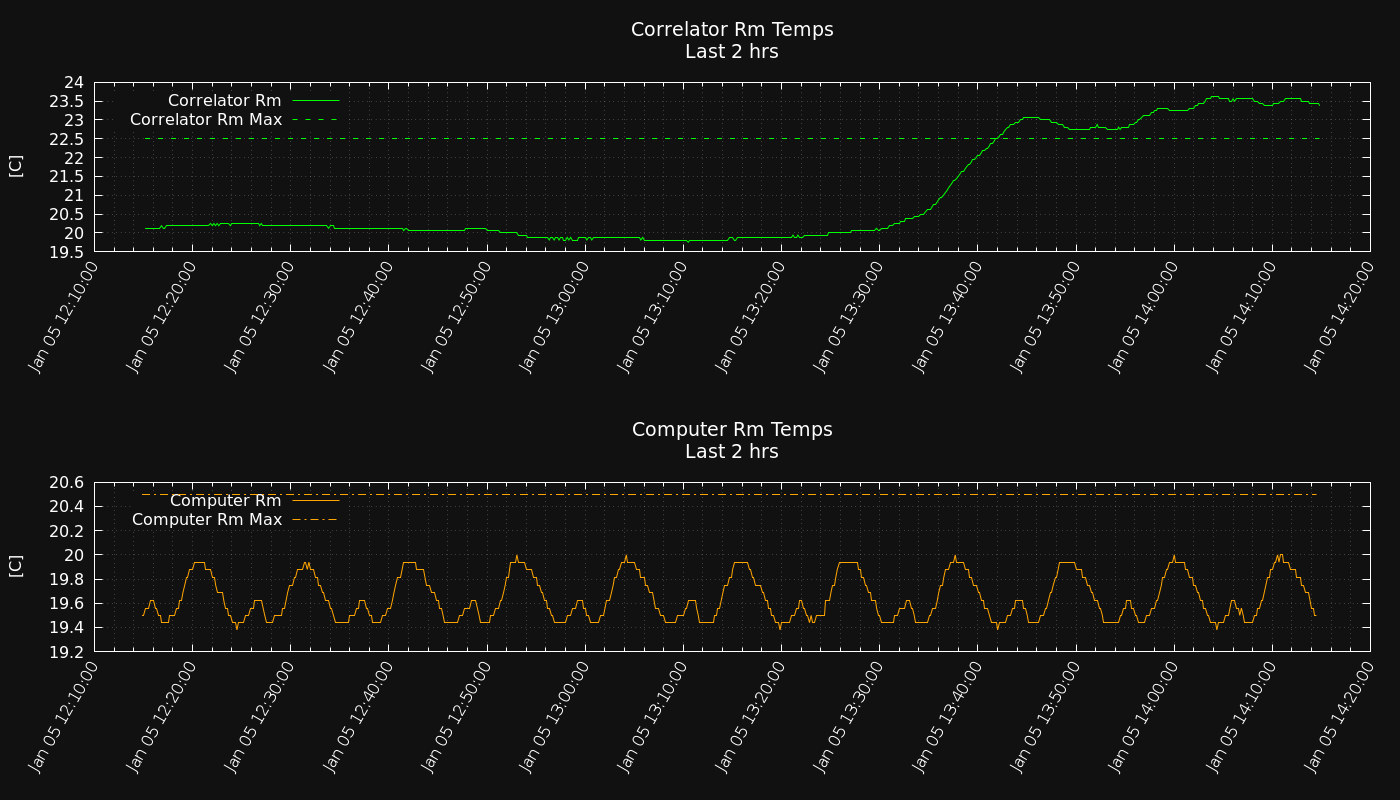 Correlator Rm Temps
Last 2 hrs
24
23.5
23
22.5
22
21.5
21
20.5
20
19.5
[C]
Correlator Rm
Correlator Rm Max
Jan 05 12:10:00
Jan 05 12:20:00
Jan 05 12:30:00
Jan 05 12:40:00
Jan 05 12:50:00
Jan 05 13:00:00
Jan 05 13:10:00
Jan 05 13:20:00
Jan 05 13:30:00
Jan 05 13:40:00
Jan 05 13:50:00
Jan 05 14:00:00
Jan 05 14:10:00
Jan 05 14:20:00
Computer Rm Temps
Last 2 hrs
20.6
20.4
20.2
20
19.8
19.6
19.4
19.2
[C]
Computer Rm
Computer Rm Max
Jan 05 12:10:00
Jan 05 12:20:00
Jan 05 12:30:00
Jan 05 12:40:00
Jan 05 12:50:00
Jan 05 13:00:00
Jan 05 13:10:00
Jan 05 13:20:00
Jan 05 13:30:00
Jan 05 13:40:00
Jan 05 13:50:00
Jan 05 14:00:00
Jan 05 14:10:00
Jan 05 14:20:00